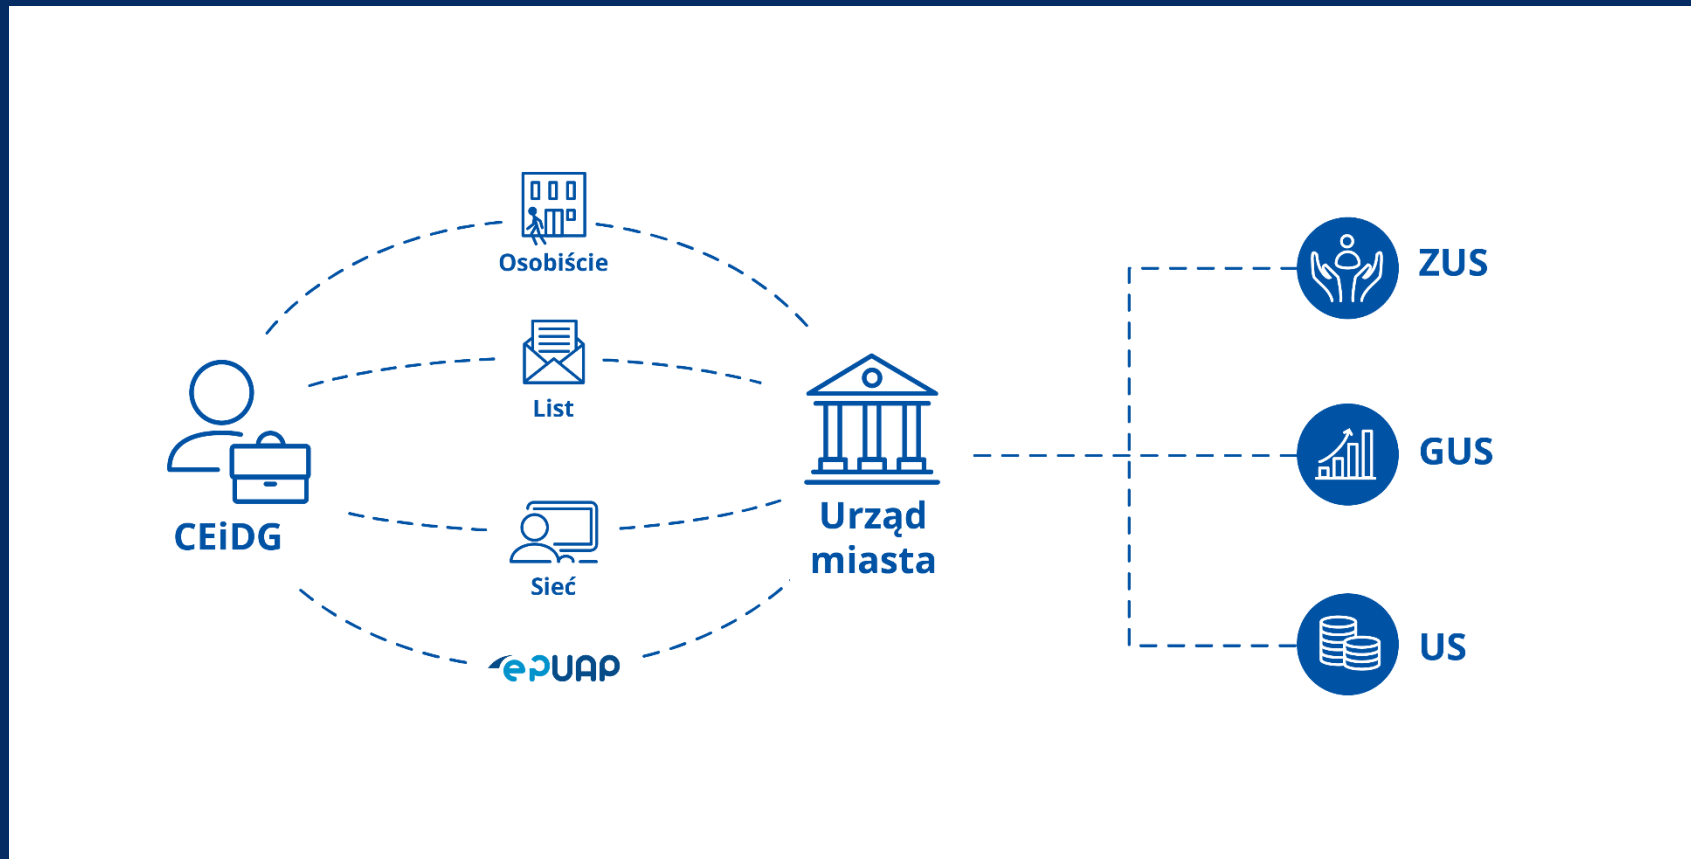 Osobiście
List
CEiDG
Sieć
epUAP
Urząd
miasta
ZUS
GUS
US